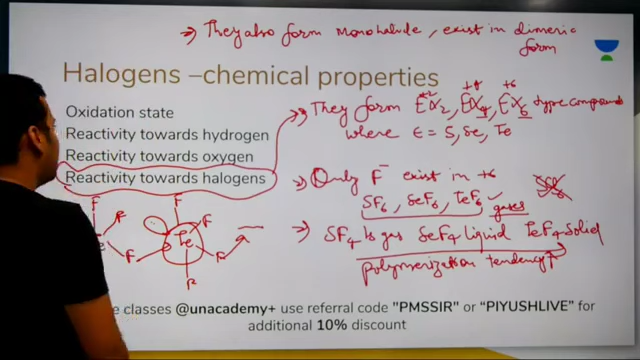 ⇒ They also form monohalide, exist in dimeric
form
Halogens –chemical properties
Oxidation state
Reactivity towards hydrogen
Reactivity towards oxygen
Reactivity towards halogens
+2 +4 +6
⇒ They form EX2, EX4, EX6 type compounds
where E = S, Se, Te
⇒ Only F⁻ exist in +6
SF6, SeF6, TeF6 gases
⇒ SF4 is gas SeF4 liquid TeF4 solid
polymerization tendency ↑
F F
F F
Te
F F
F
classes @unacademy+ use referral code "PMSSIR" or "PIYUSHLIVE" for
additional 10% discount